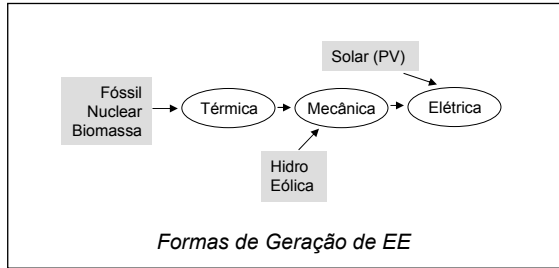 Solar (PV)
Fóssil
Nuclear
Biomassa
Térmica
Mecânica
Elétrica
Hidro
Eólica
Formas de Geração de EE